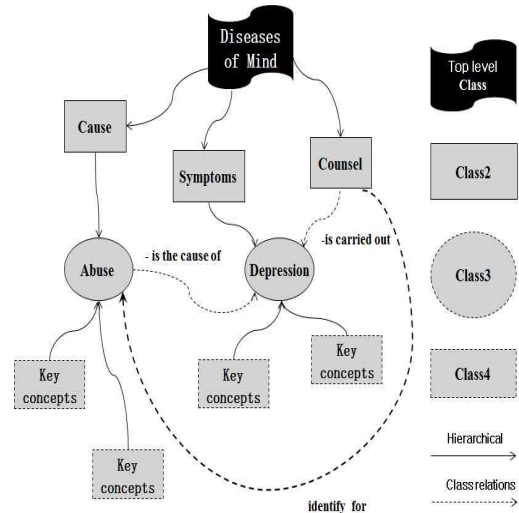 Diseases
of Mind
Top level
Class
Cause
Symptoms
Counsel
Class2
- is the cause of
-is carried out
Abuse
Depression
Class3
Key
concepts
Key
concepts
Key
concepts
Key
concepts
Class4
Hierarchical
Class relations
identify for